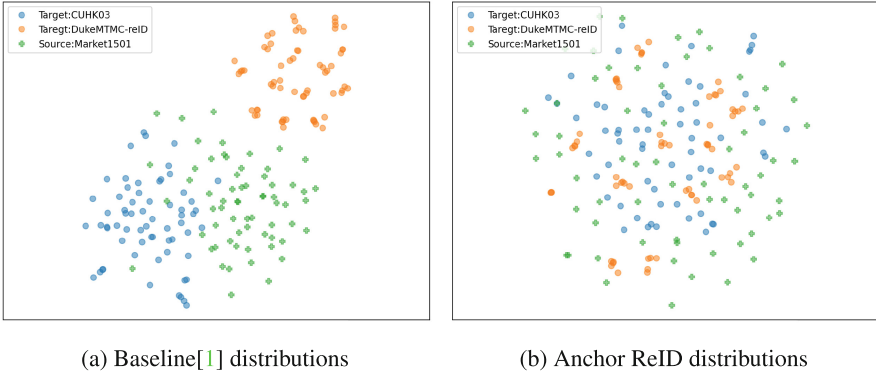 Target:CUHK03
Taregt:DukeMTMC-reID
Source:Market1501
Target:CUHK03
Taregt:DukeMTMC-reID
Source:Market1501
(a) Baseline[1] distributions
(b) Anchor ReID distributions